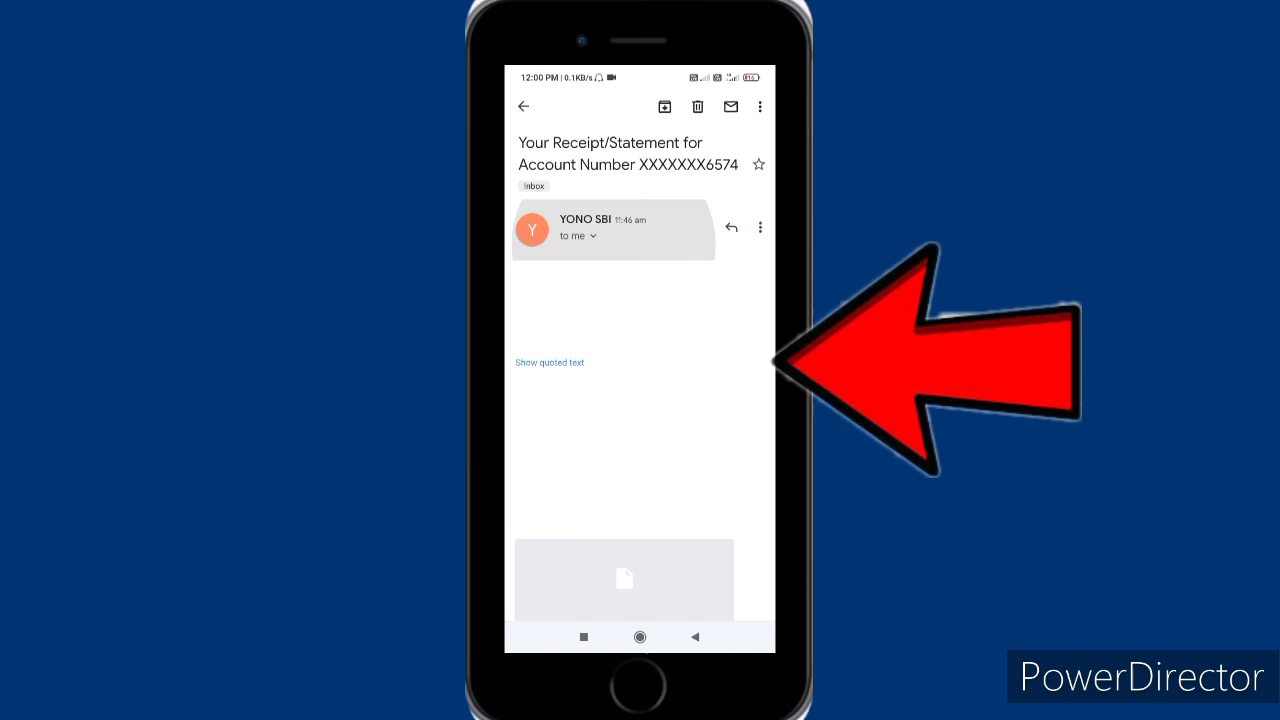 12:00 PM | 0.1KB/s
16
Your Receipt/Statement for
Account Number XXXXXXX6574
Inbox
YONO SBI 11:46 am
Y
to me
Show quoted text
PowerDirector